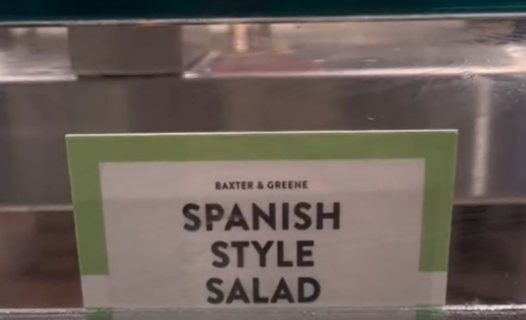 BAXTER & GREENE
SPANISH
STYLE
SALAD